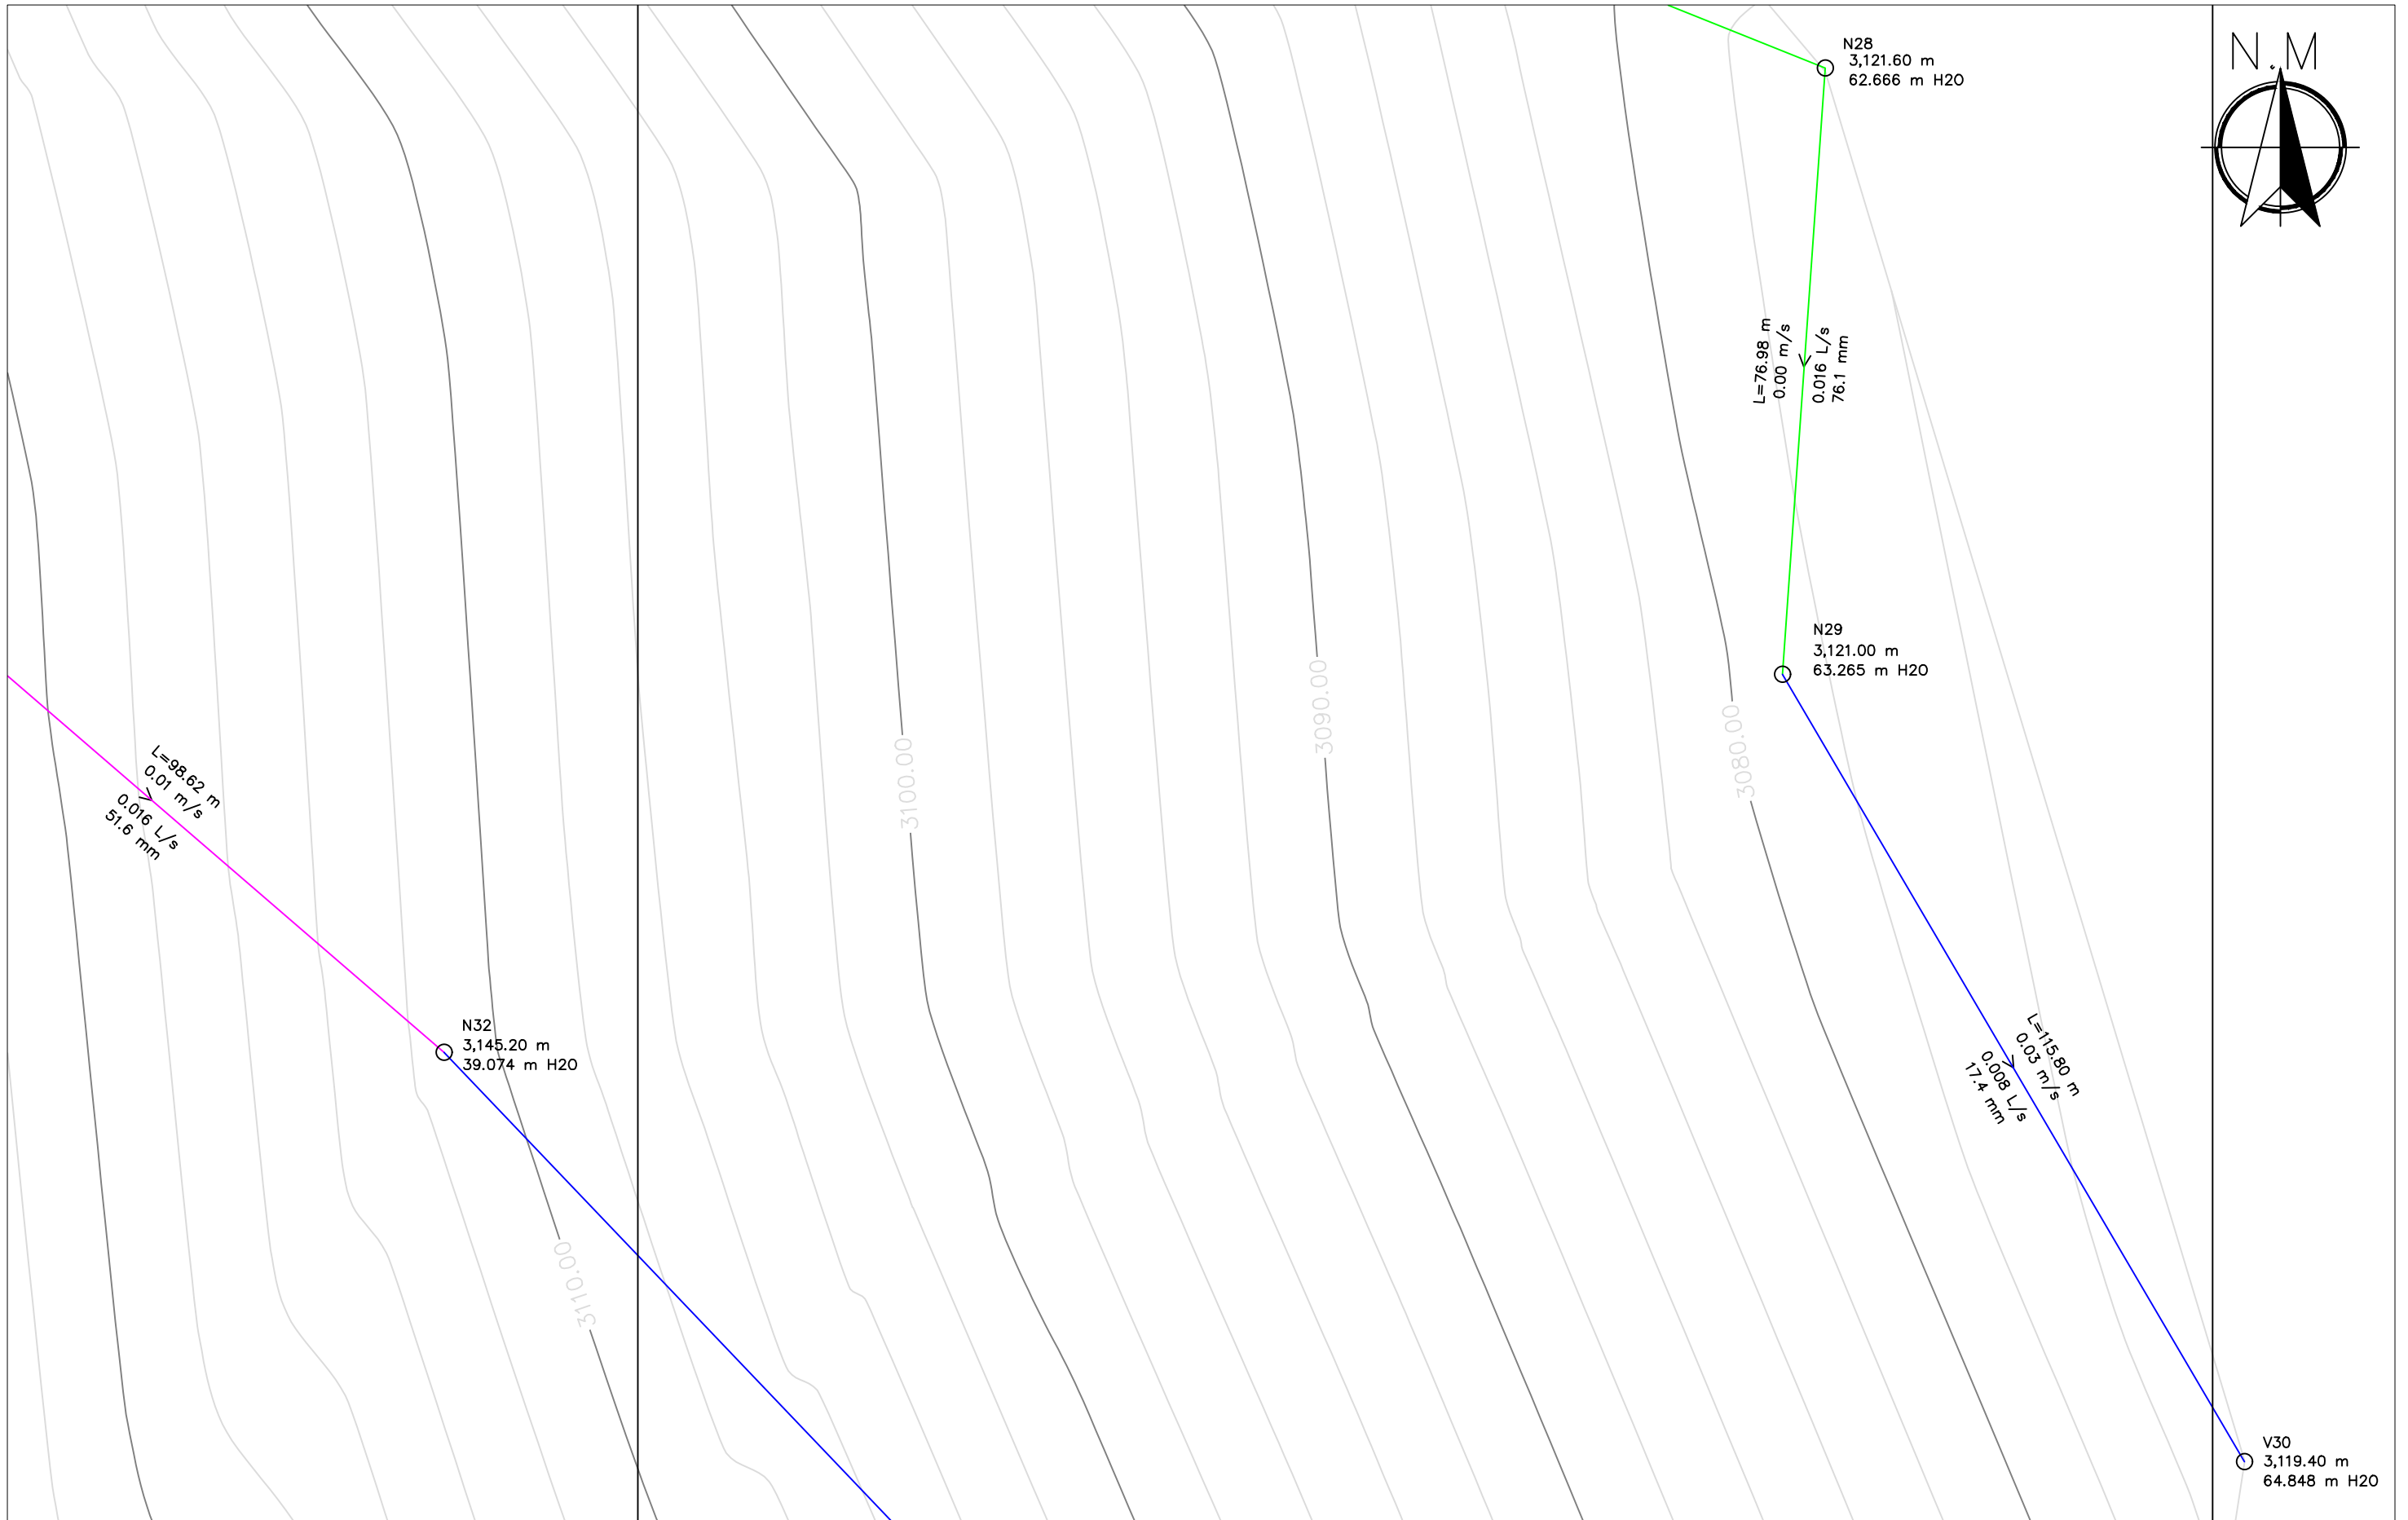 N.M
N28
3,121.60 m
62.666 m H2O
L=76.98 m
0.00 m/s
0.016 L/s
76.1 mm
N29
3,121.00 m
63.265 m H2O
3090.00
3080.00
3100.00
L=98.62 m
0.01 m/s
0.016 L/s
51.6 mm
N32
3,145.20 m
39.074 m H2O
L=115.80 m
0.03 m/s
0.008 L/s
17.4 mm
3110.00
V30
3,119.40 m
64.848 m H2O